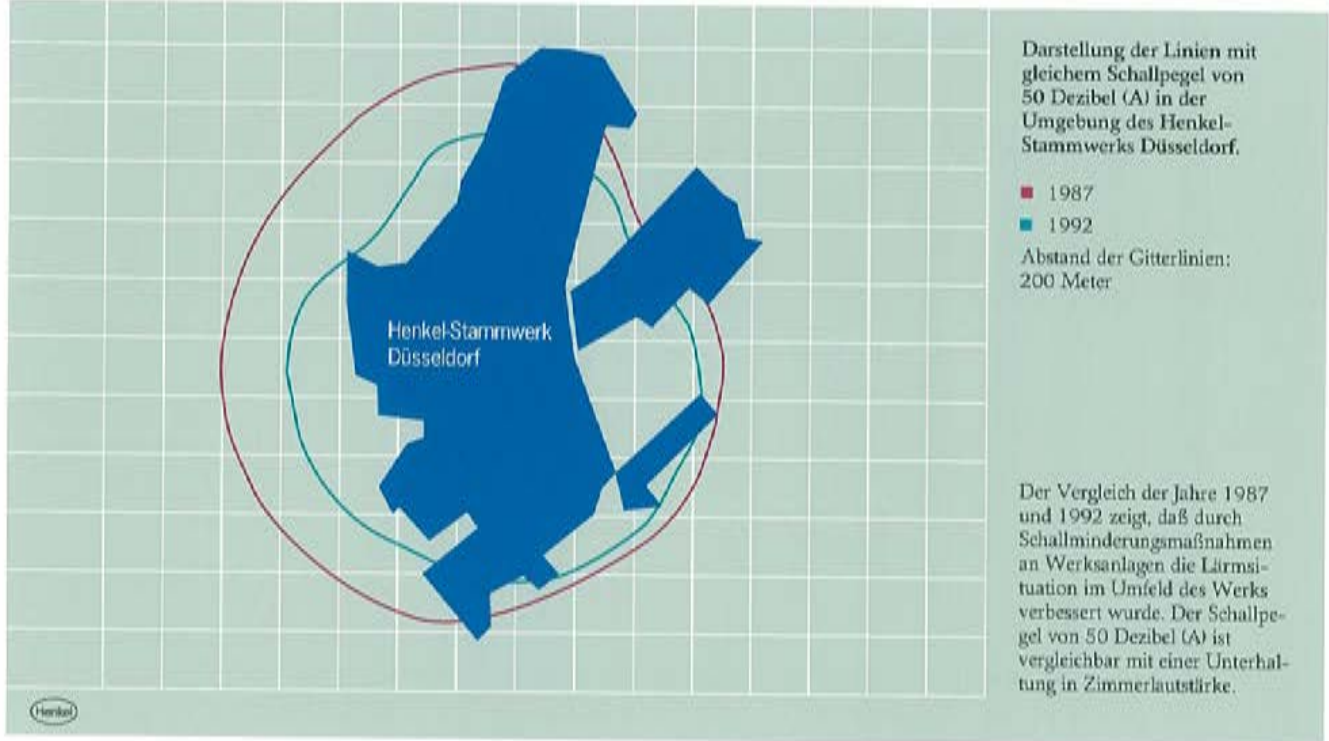 Darstellung der Linien mit
gleichem Schallpegel von
50 Dezibel (A) in der
Umgebung des Henkel-
Stammwerks Düsseldorf.
1987
1992
Abstand der Gitterlinien:
200 Meter
Henkel-Stammwerk
Düsseldorf
Der Vergleich der Jahre 1987
und 1992 zeigt, daß durch
Schallminderungsmaßnahmen
an Werksanlagen die Lärmsi-
tuation im Umfeld des Werks
verbessert wurde. Der Schallpe-
gel von 50 Dezibel (A) ist
vergleichbar mit einer Unterhal-
tung in Zimmerlautstärke.
Henkel